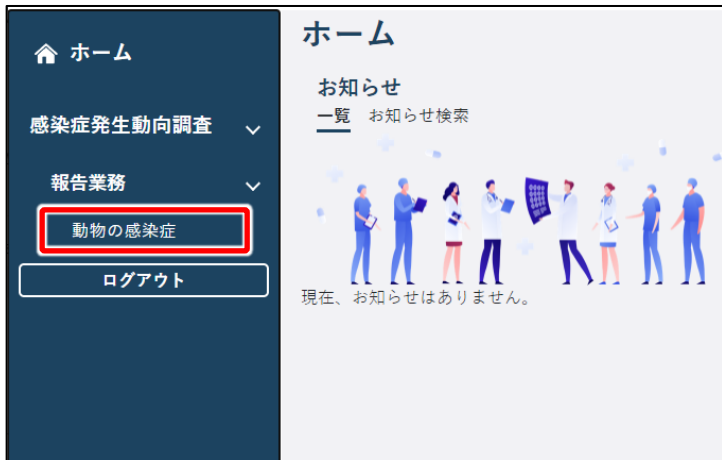 ホーム
感染症発生動向調査
報告業務
動物の感染症
ログアウト
ホーム
お知らせ
一覧 お知らせ検索
現在、お知らせはありません。